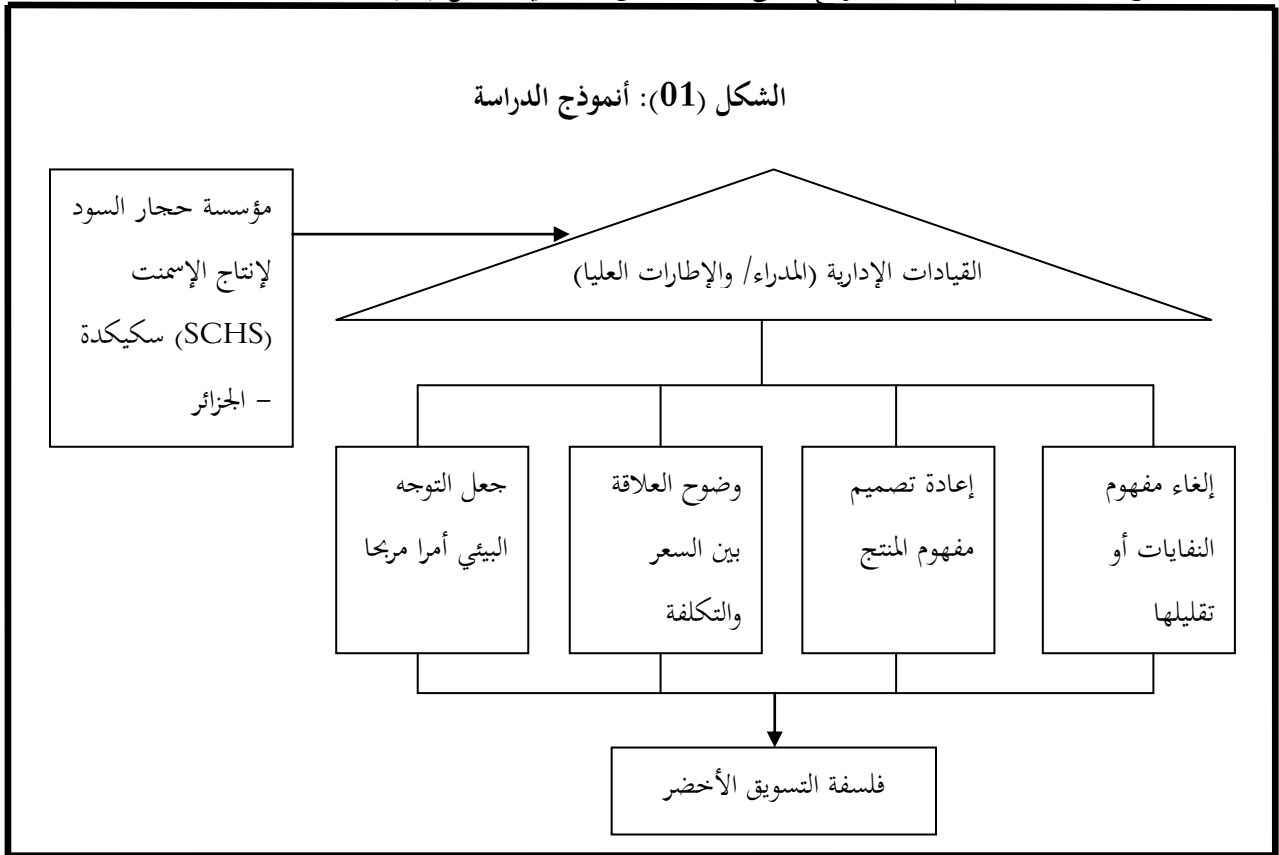 الشكل (01): أنموذج الدراسة
مؤسسة حجار السود
لإنتاج الإسمنت
(SCHS) سكيكدة
– الجزائر
القيادات الإدارية (المدراء/ والإطارات العليا)
إلغاء مفهوم
النفايات أو
تقليلها
إعادة تصميم
مفهوم المنتج
وضوح العلاقة
بين السعر
والتكلفة
جعل التوجه
البيئي أمرا مربحا
فلسفة التسويق الأخضر